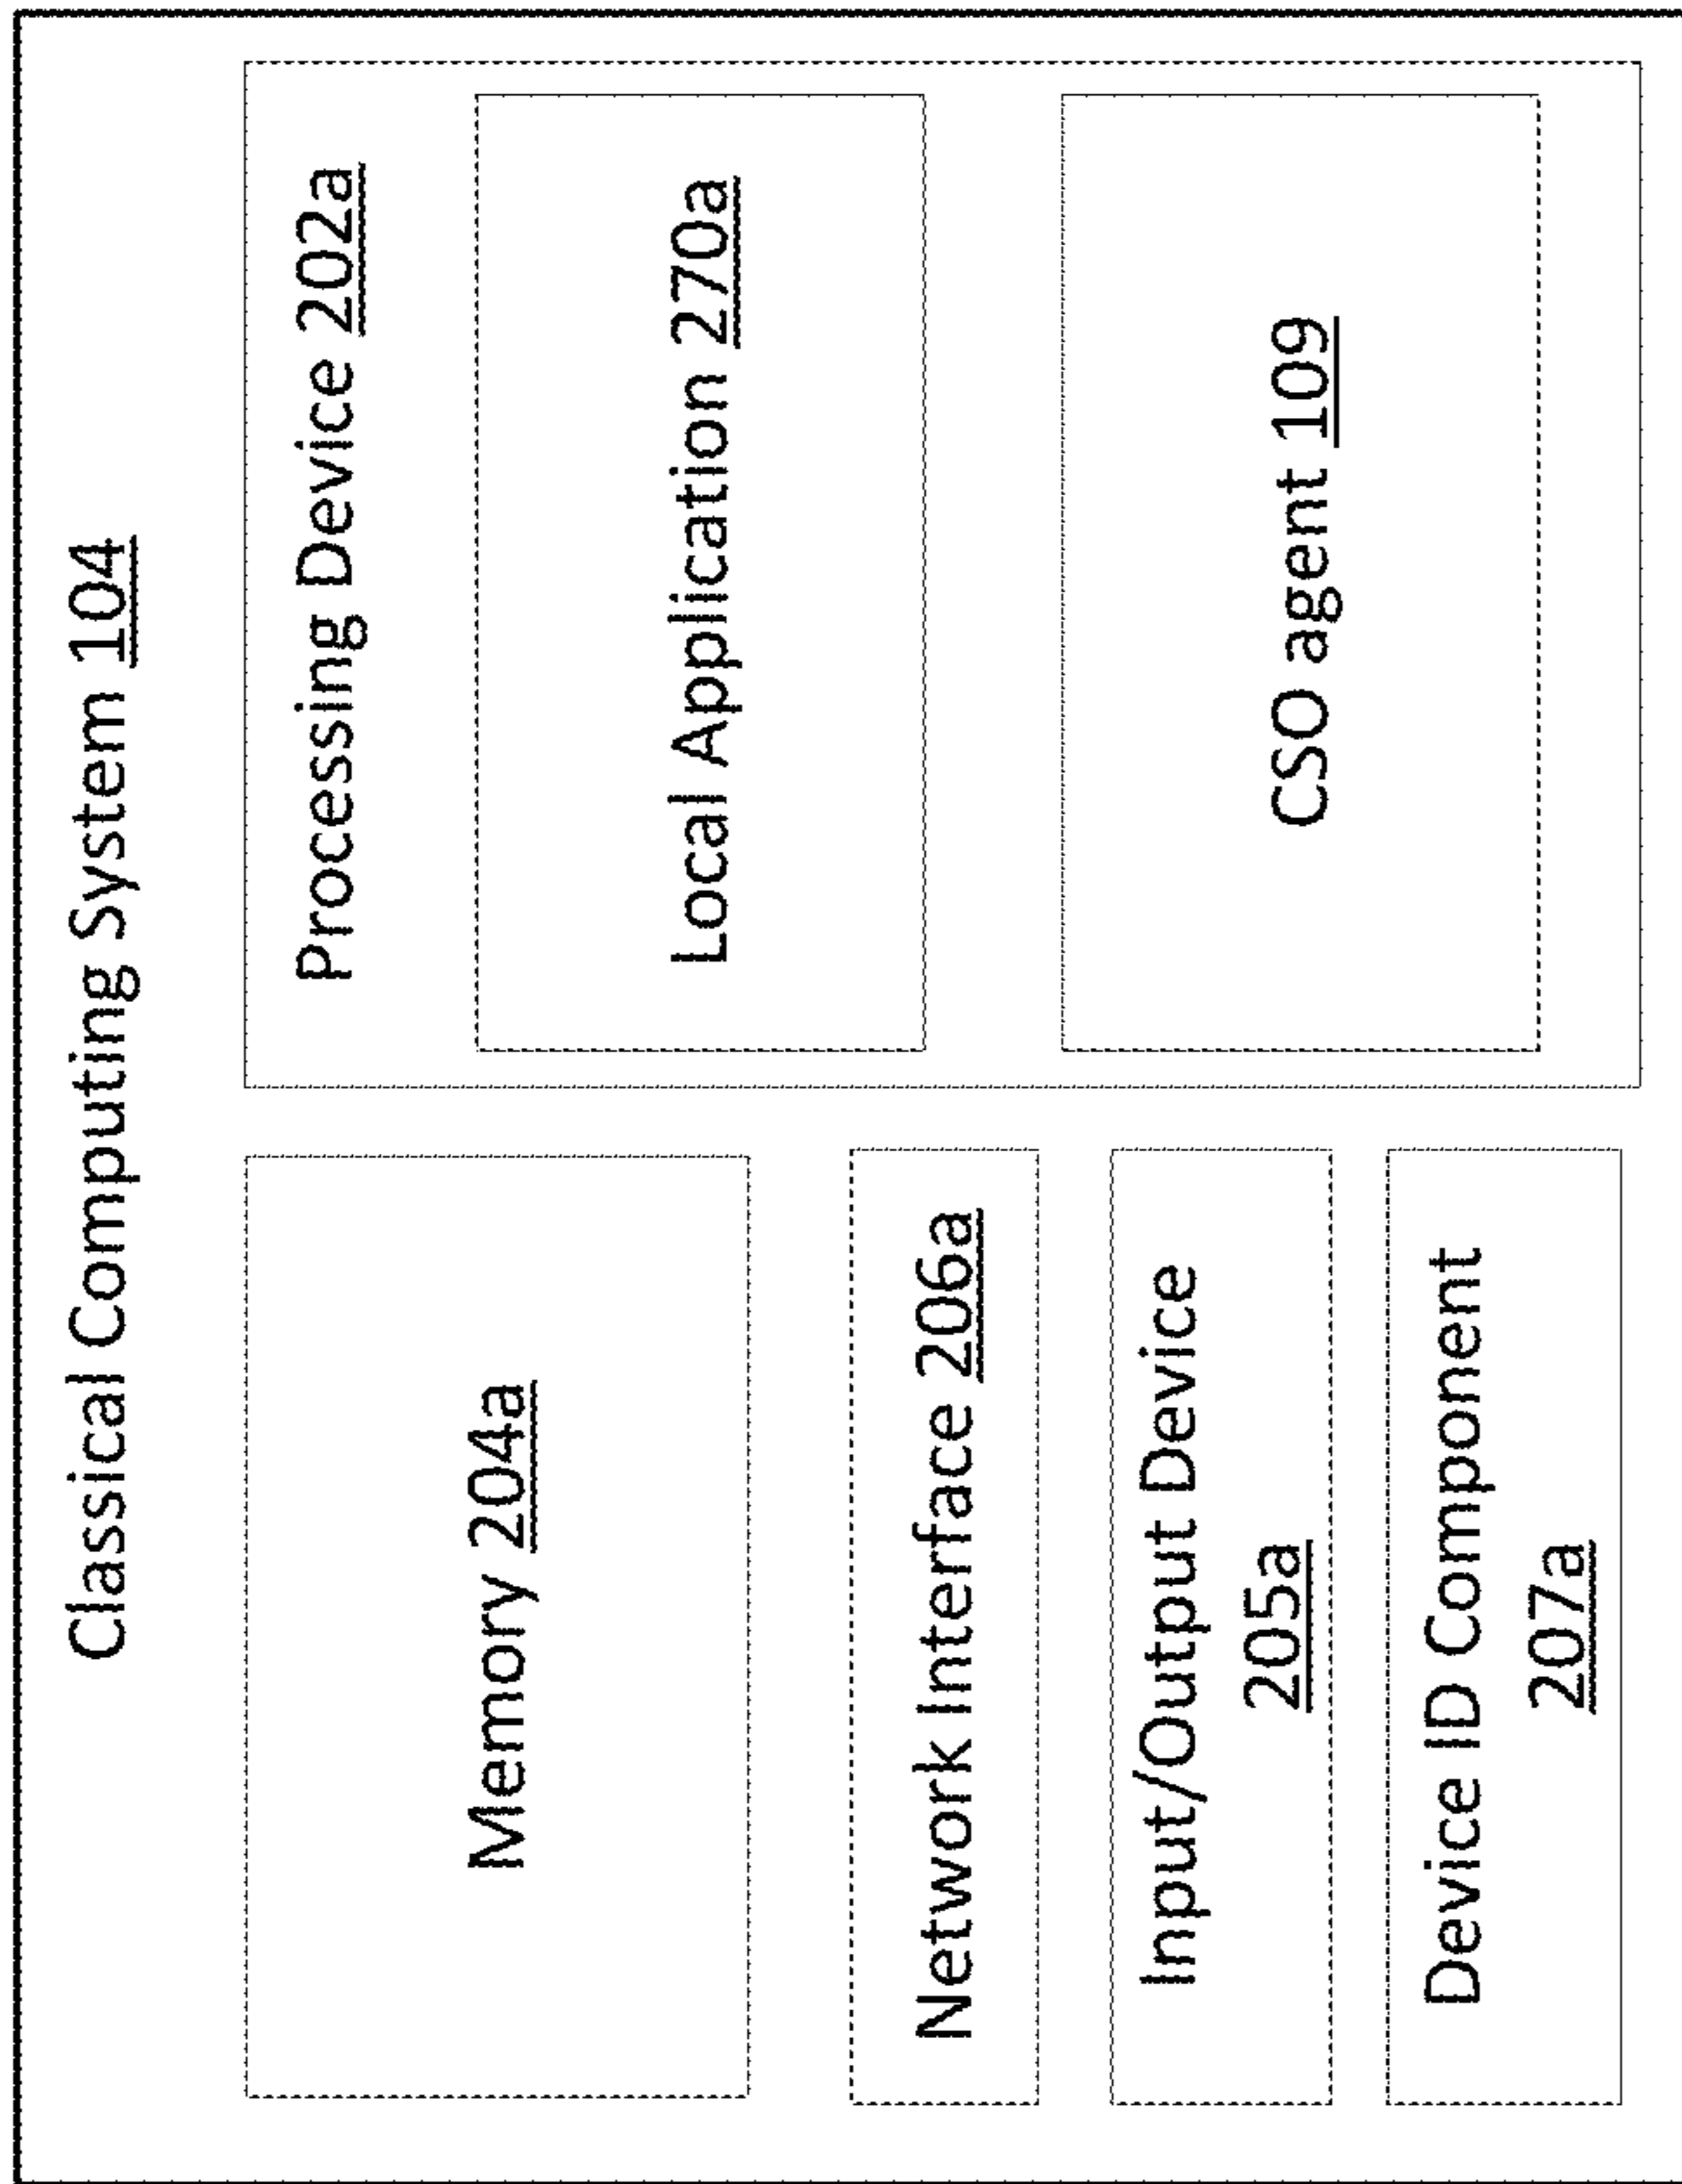 Classical Computing System 104
Memory 204a
Network Interface 206a
Input/Output Device
205a
Device ID Component
207a
Processing Device 202a
Local Application 270a
CSO agent 109